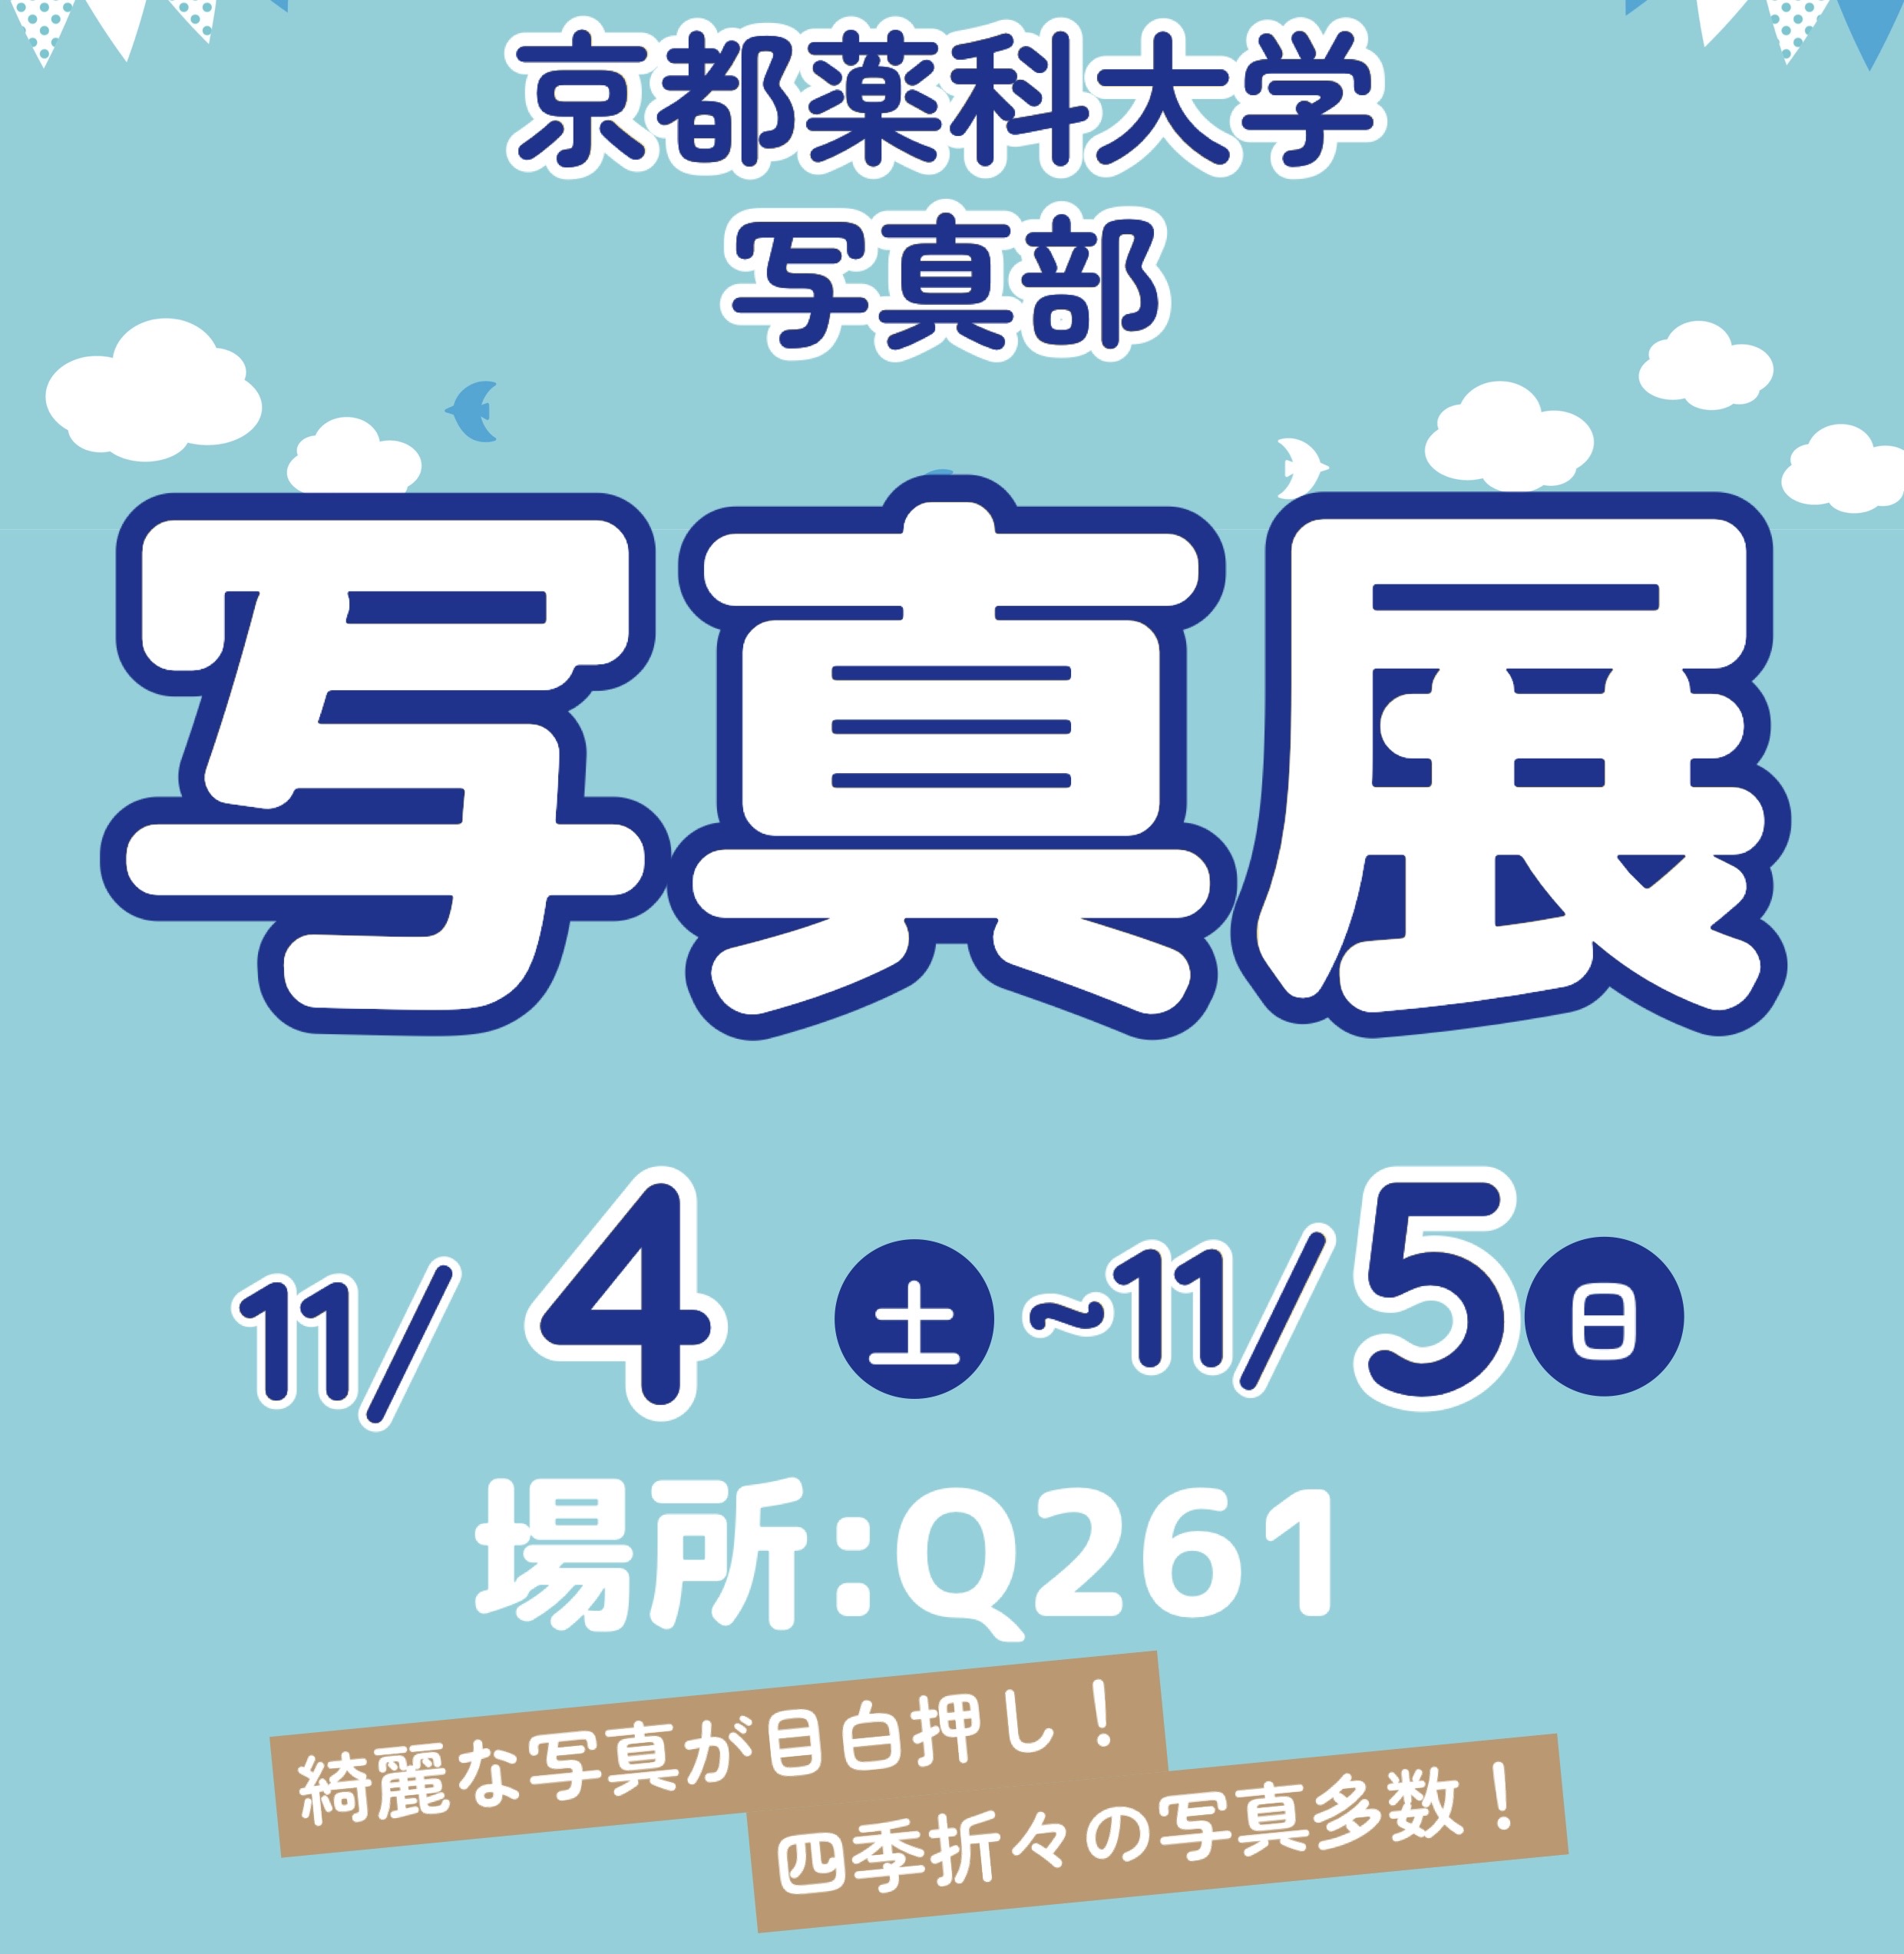 京都薬科大学
写真部
写真展
11/4土~11/5日
場所:Q261
綺麗な写真が目白押し！
四季折々の写真多数！